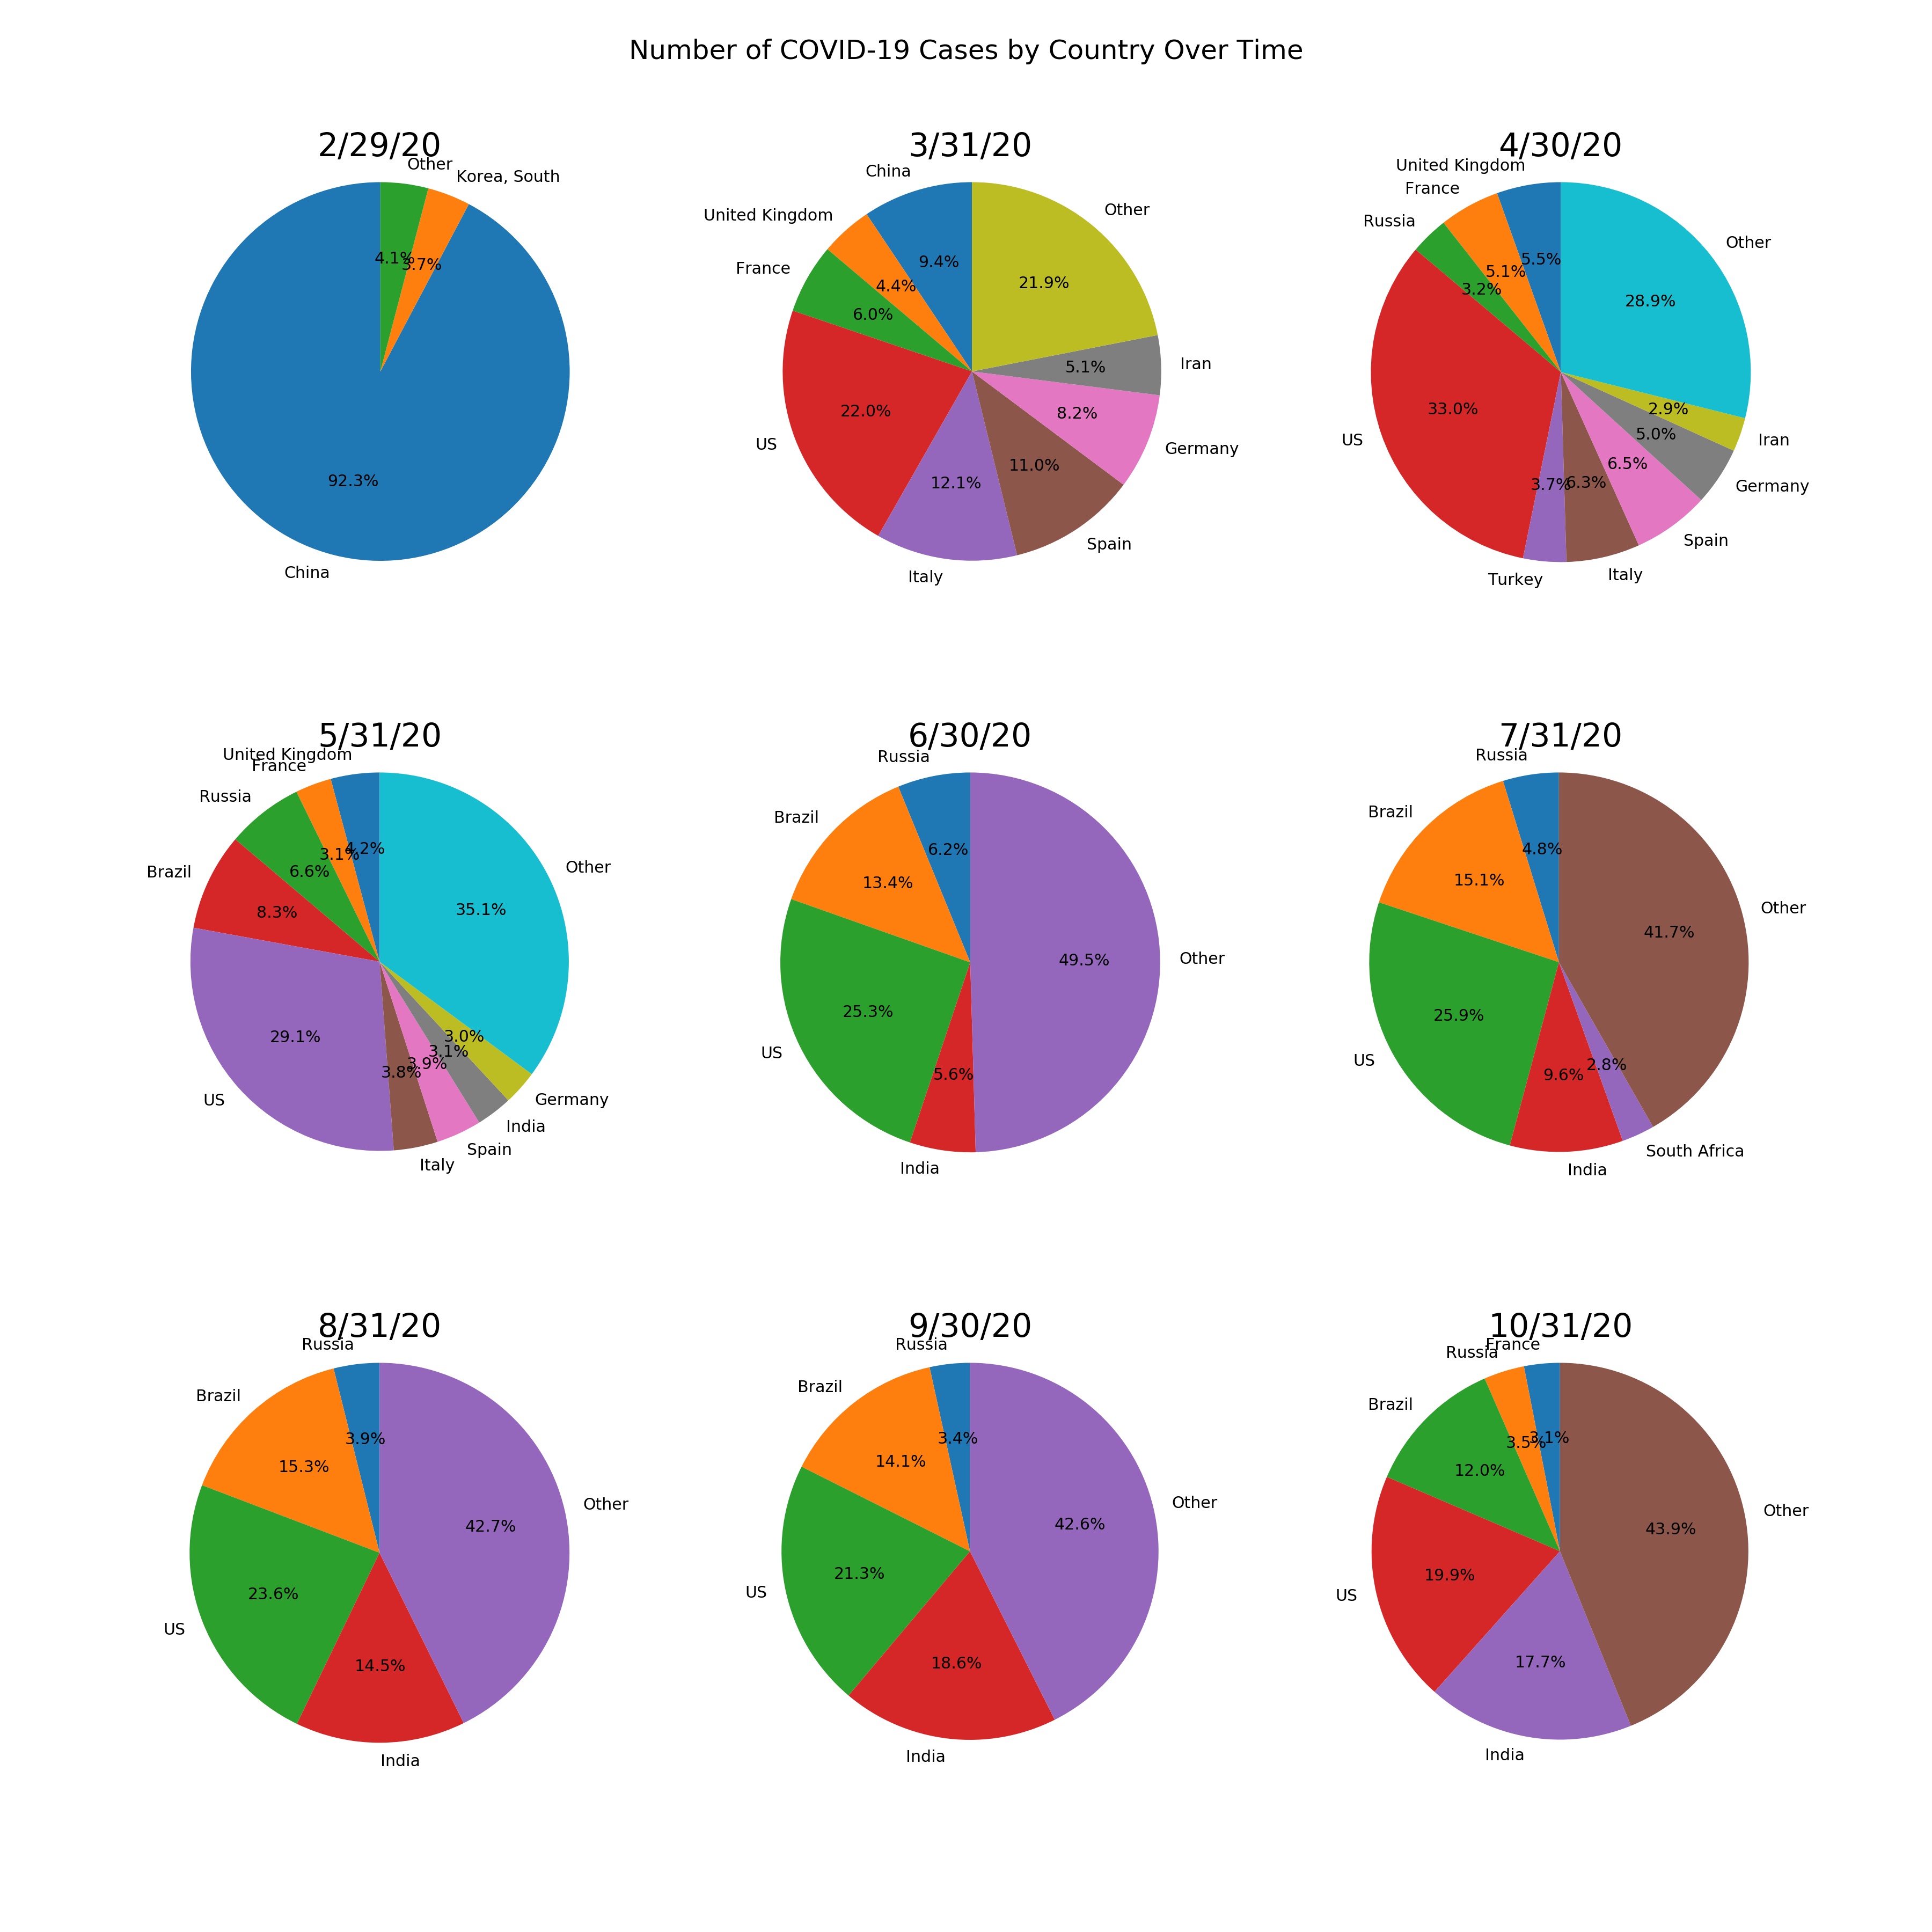 Number of COVID-19 Cases by Country Over Time
2/29/20
Other
Korea, South
4.1%
3.7%
92.3%
China
3/31/20
China
United Kingdom
France
US
Italy
Spain
Germany
Iran
Other
9.4%
4.4%
6.0%
22.0%
12.1%
11.0%
8.2%
5.1%
21.9%
4/30/20
United Kingdom
France
Russia
US
Turkey
Italy
Spain
Germany
Iran
Other
5.5%
5.1%
3.2%
33.0%
3.7%
6.3%
6.5%
5.0%
2.9%
28.9%
5/31/20
United Kingdom
France
Russia
Brazil
US
Italy
Spain
India
Germany
Other
4.2%
3.1%
6.6%
8.3%
29.1%
3.8%
3.9%
3.1%
3.0%
35.1%
6/30/20
Russia
Brazil
US
India
Other
6.2%
13.4%
25.3%
5.6%
49.5%
7/31/20
Russia
Brazil
US
India
South Africa
Other
4.8%
15.1%
25.9%
9.6%
2.8%
41.7%
8/31/20
Russia
Brazil
US
India
Other
3.9%
15.3%
23.6%
14.5%
42.7%
9/30/20
Russia
Brazil
US
India
Other
3.4%
14.1%
21.3%
18.6%
42.6%
10/31/20
France
Russia
Brazil
US
India
Other
3.1%
3.5%
12.0%
19.9%
17.7%
43.9%